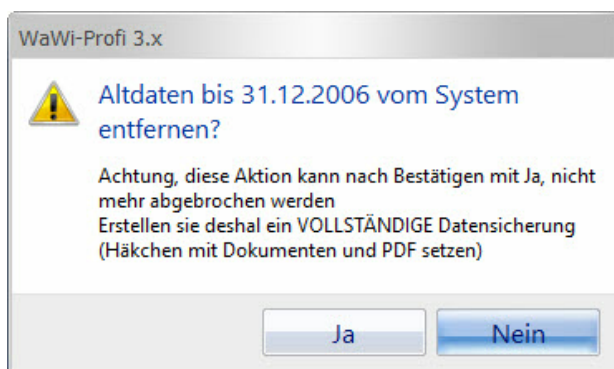 WaWi-Profi 3.x
Altdaten bis 31.12.2006 vom System
entfernen?
Achtung, diese Aktion kann nach Bestätigen mit Ja, nicht
mehr abgebrochen werden
Erstellen sie deshal ein VOLLSTÄNDIGE Datensicherung
(Häkchen mit Dokumenten und PDF setzen)
Ja
Nein